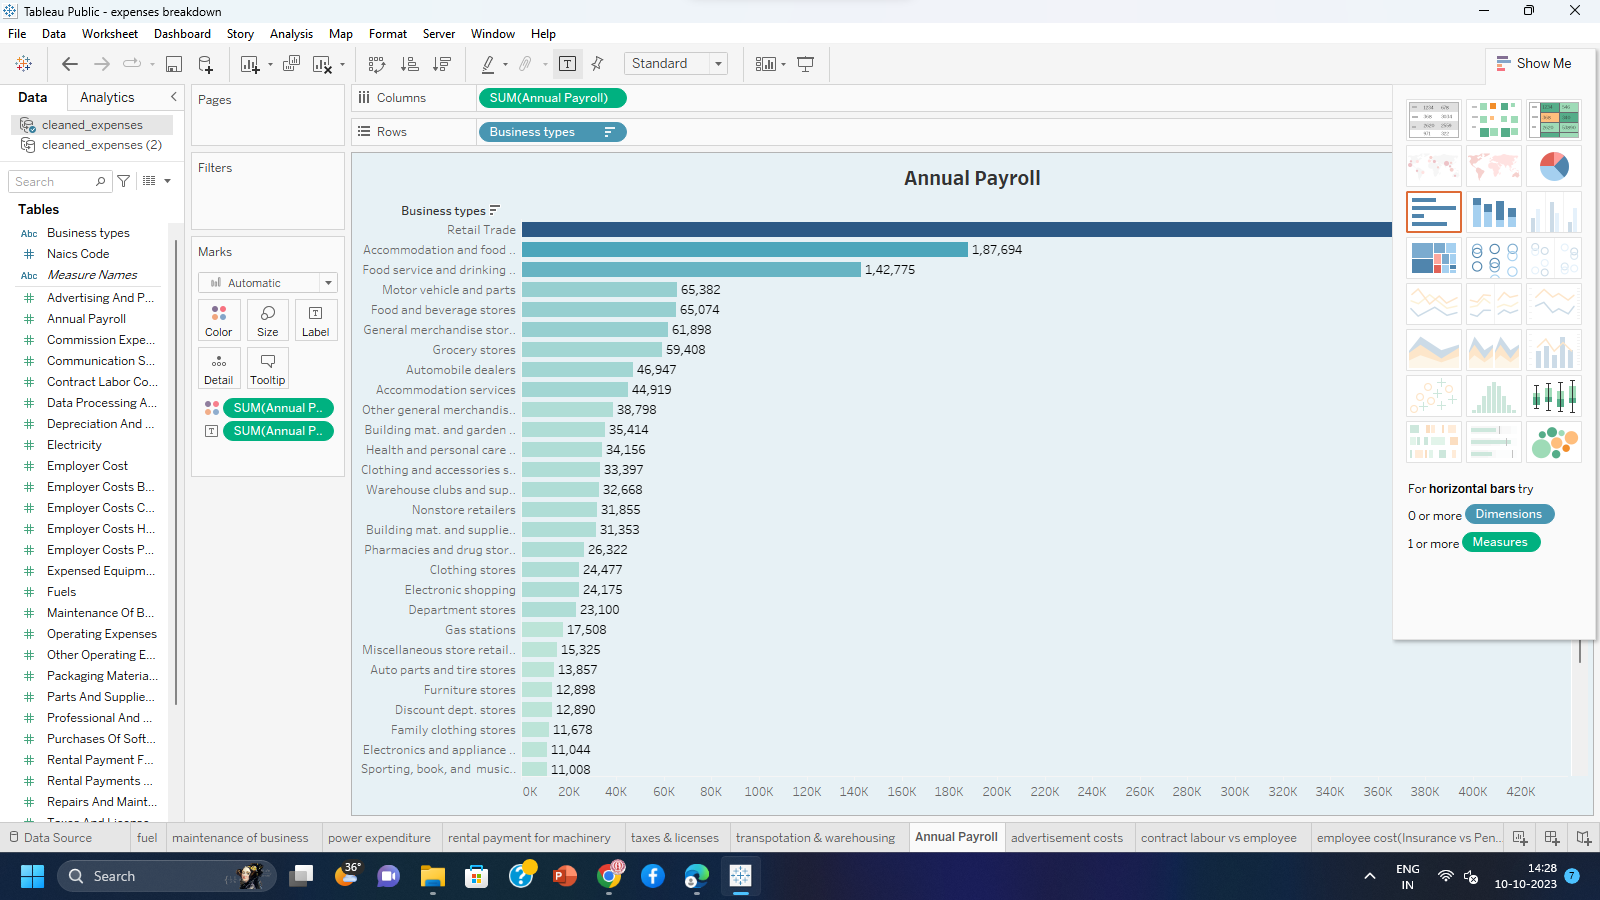 Tableau Public - expenses breakdown
File Data Worksheet Dashboard Story Analysis Map Format Server Window Help
Standard
Show Me
Data Analytics
cleaned_expenses
cleaned_expenses (2)
Search
Tables
Abc Business types
Naics Code
Abc Measure Names
Advertising And P...
Annual Payroll
Commission Expe...
Communication S...
Contract Labor Co...
Data Processing A...
Depreciation And ...
Electricity
Employer Cost
Employer Costs B...
Employer Costs C...
Employer Costs H...
Employer Costs P...
Expensed Equipm...
Fuels
Maintenance Of B...
Operating Expenses
Other Operating E...
Packaging Materia...
Parts And Supplie...
Professional And ...
Purchases Of Soft...
Rental Payment F...
Rental Payments ...
Repairs And Maint...
Pages
Filters
Marks
Automatic
Color Size Label
Detail Tooltip
SUM(Annual P..
SUM(Annual P..
Columns SUM(Annual Payroll)
Rows Business types
Annual Payroll
Business types
Retail Trade
Accommodation and food .. 1,87,694
Food service and drinking .. 1,42,775
Motor vehicle and parts 65,382
Food and beverage stores 65,074
General merchandise stor.. 61,898
Grocery stores 59,408
Automobile dealers 46,947
Accommodation services 44,919
Other general merchandis.. 38,798
Building mat. and garden .. 35,414
Health and personal care .. 34,156
Clothing and accessories s.. 33,397
Warehouse clubs and sup.. 32,668
Nonstore retailers 31,855
Building mat. and supplie.. 31,353
Pharmacies and drug stor.. 26,322
Clothing stores 24,477
Electronic shopping 24,175
Department stores 23,100
Gas stations 17,508
Miscellaneous store retail.. 15,325
Auto parts and tire stores 13,857
Furniture stores 12,898
Discount dept. stores 12,890
Family clothing stores 11,678
Electronics and appliance .. 11,044
Sporting, book, and music.. 11,008
0K 20K 40K 60K 80K 100K 120K 140K 160K 180K 200K 220K 240K 260K 280K 300K 320K 340K 360K 380K 400K 420K
For horizontal bars try
0 or more Dimensions
1 or more Measures
Data Source fuel maintenance of business power expenditure rental payment for machinery taxes & licenses transpotation & warehousing Annual Payroll advertisement costs contract labour vs employee employee cost(Insurance vs Pen...
Search
36°
ENG
IN
14:28
10-10-2023
7